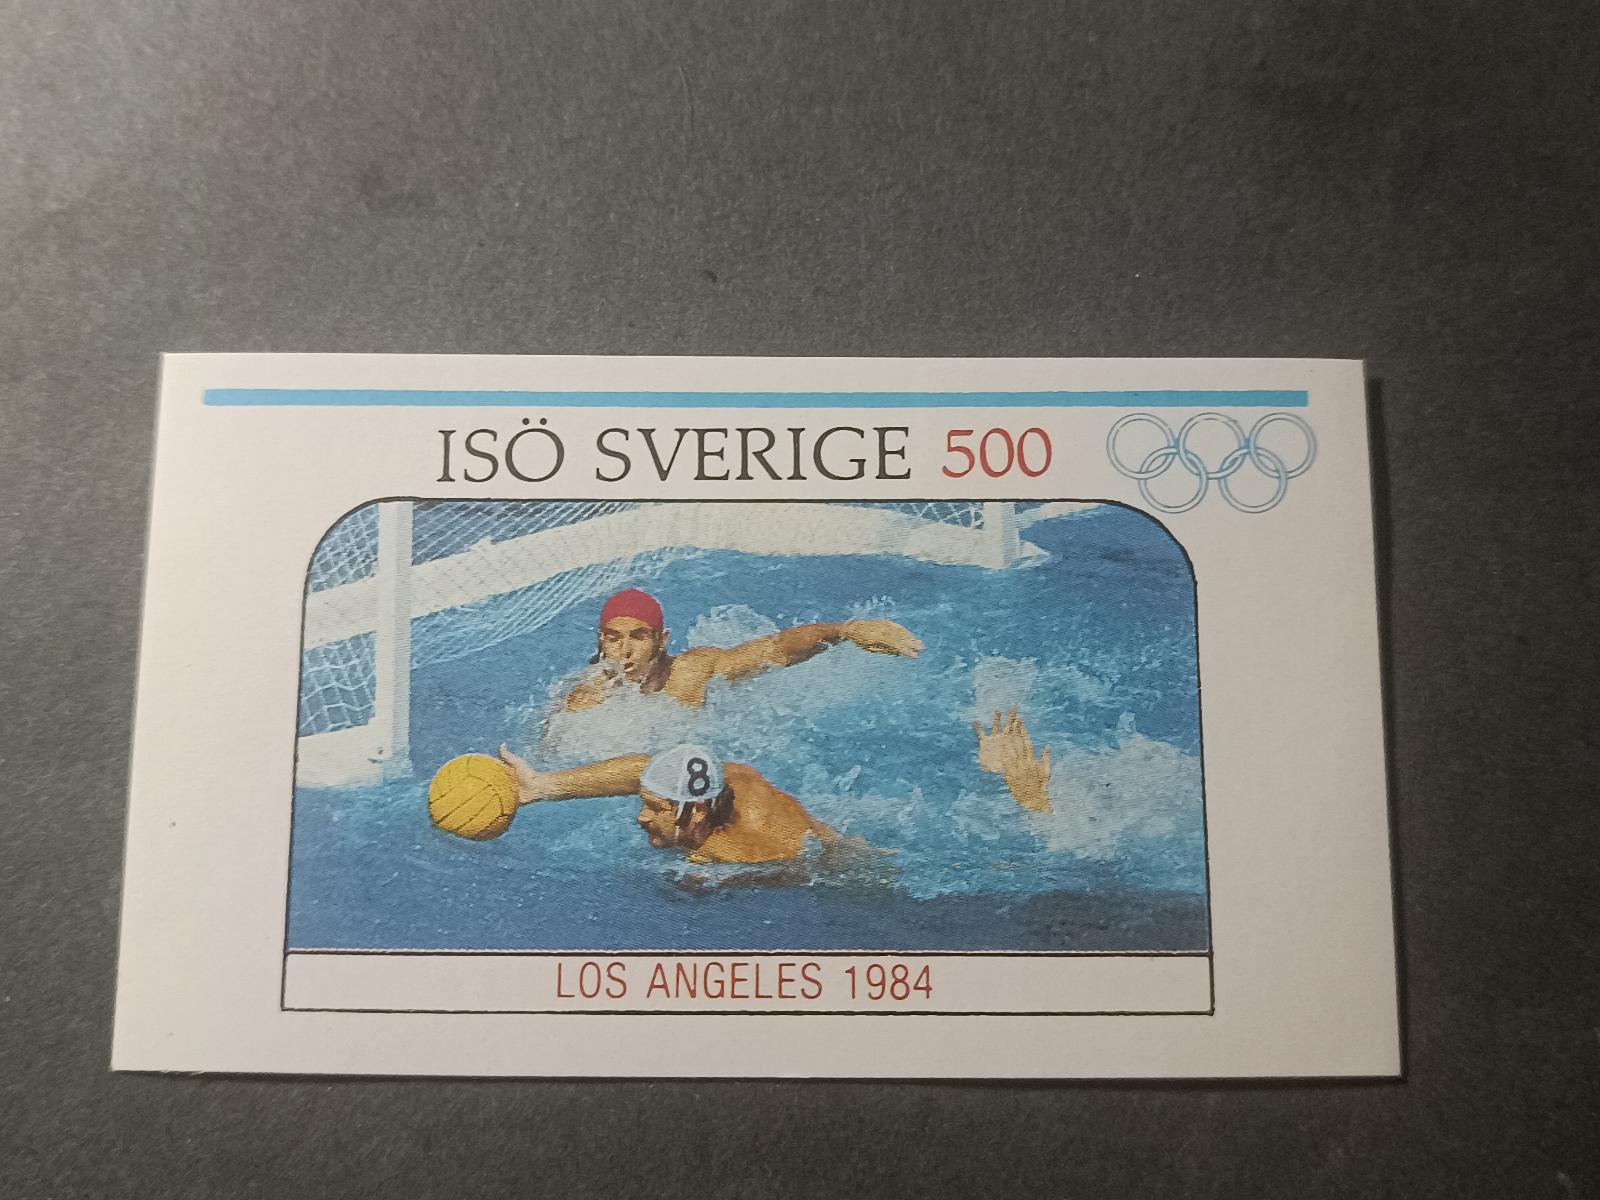 ISÖ SVERIGE 500
8
LOS ANGELES 1984